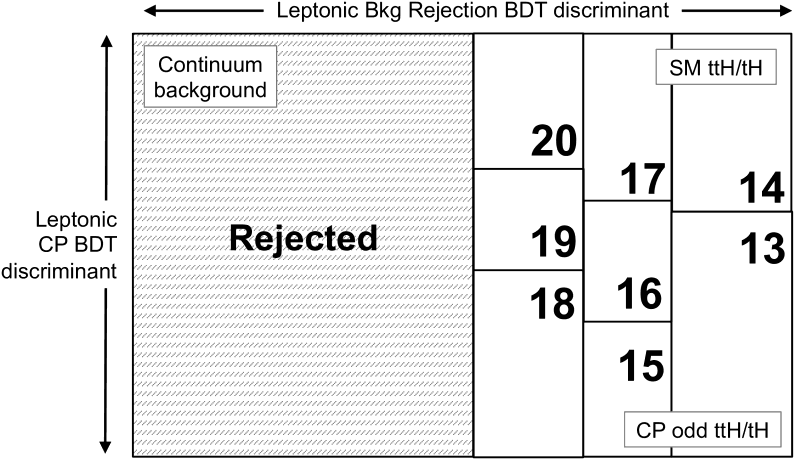 Leptonic Bkg Rejection BDT discriminant
Continuum
background
SM ttH/tH
20
17
14
Leptonic
CP BDT
discriminant
Rejected
19
13
18
16
15
CP odd ttH/tH